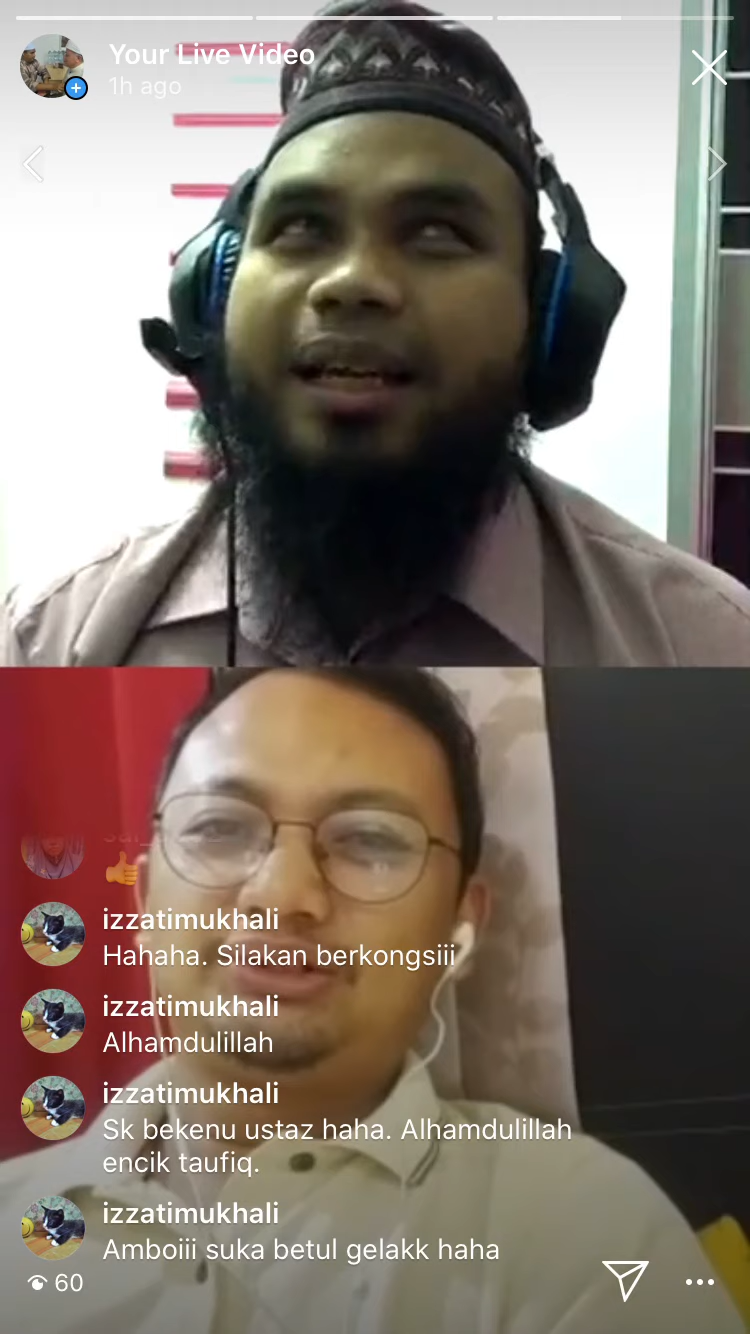 Your Live Video
1h ago
izzatimukhali
Hahaha. Silakan berkongsiii
izzatimukhali
Alhamdulillah
izzatimukhali
Sk bekenu ustaz haha. Alhamdulillah
encik taufiq.
izzatimukhali
Amboiii suka betul gelakk haha
60